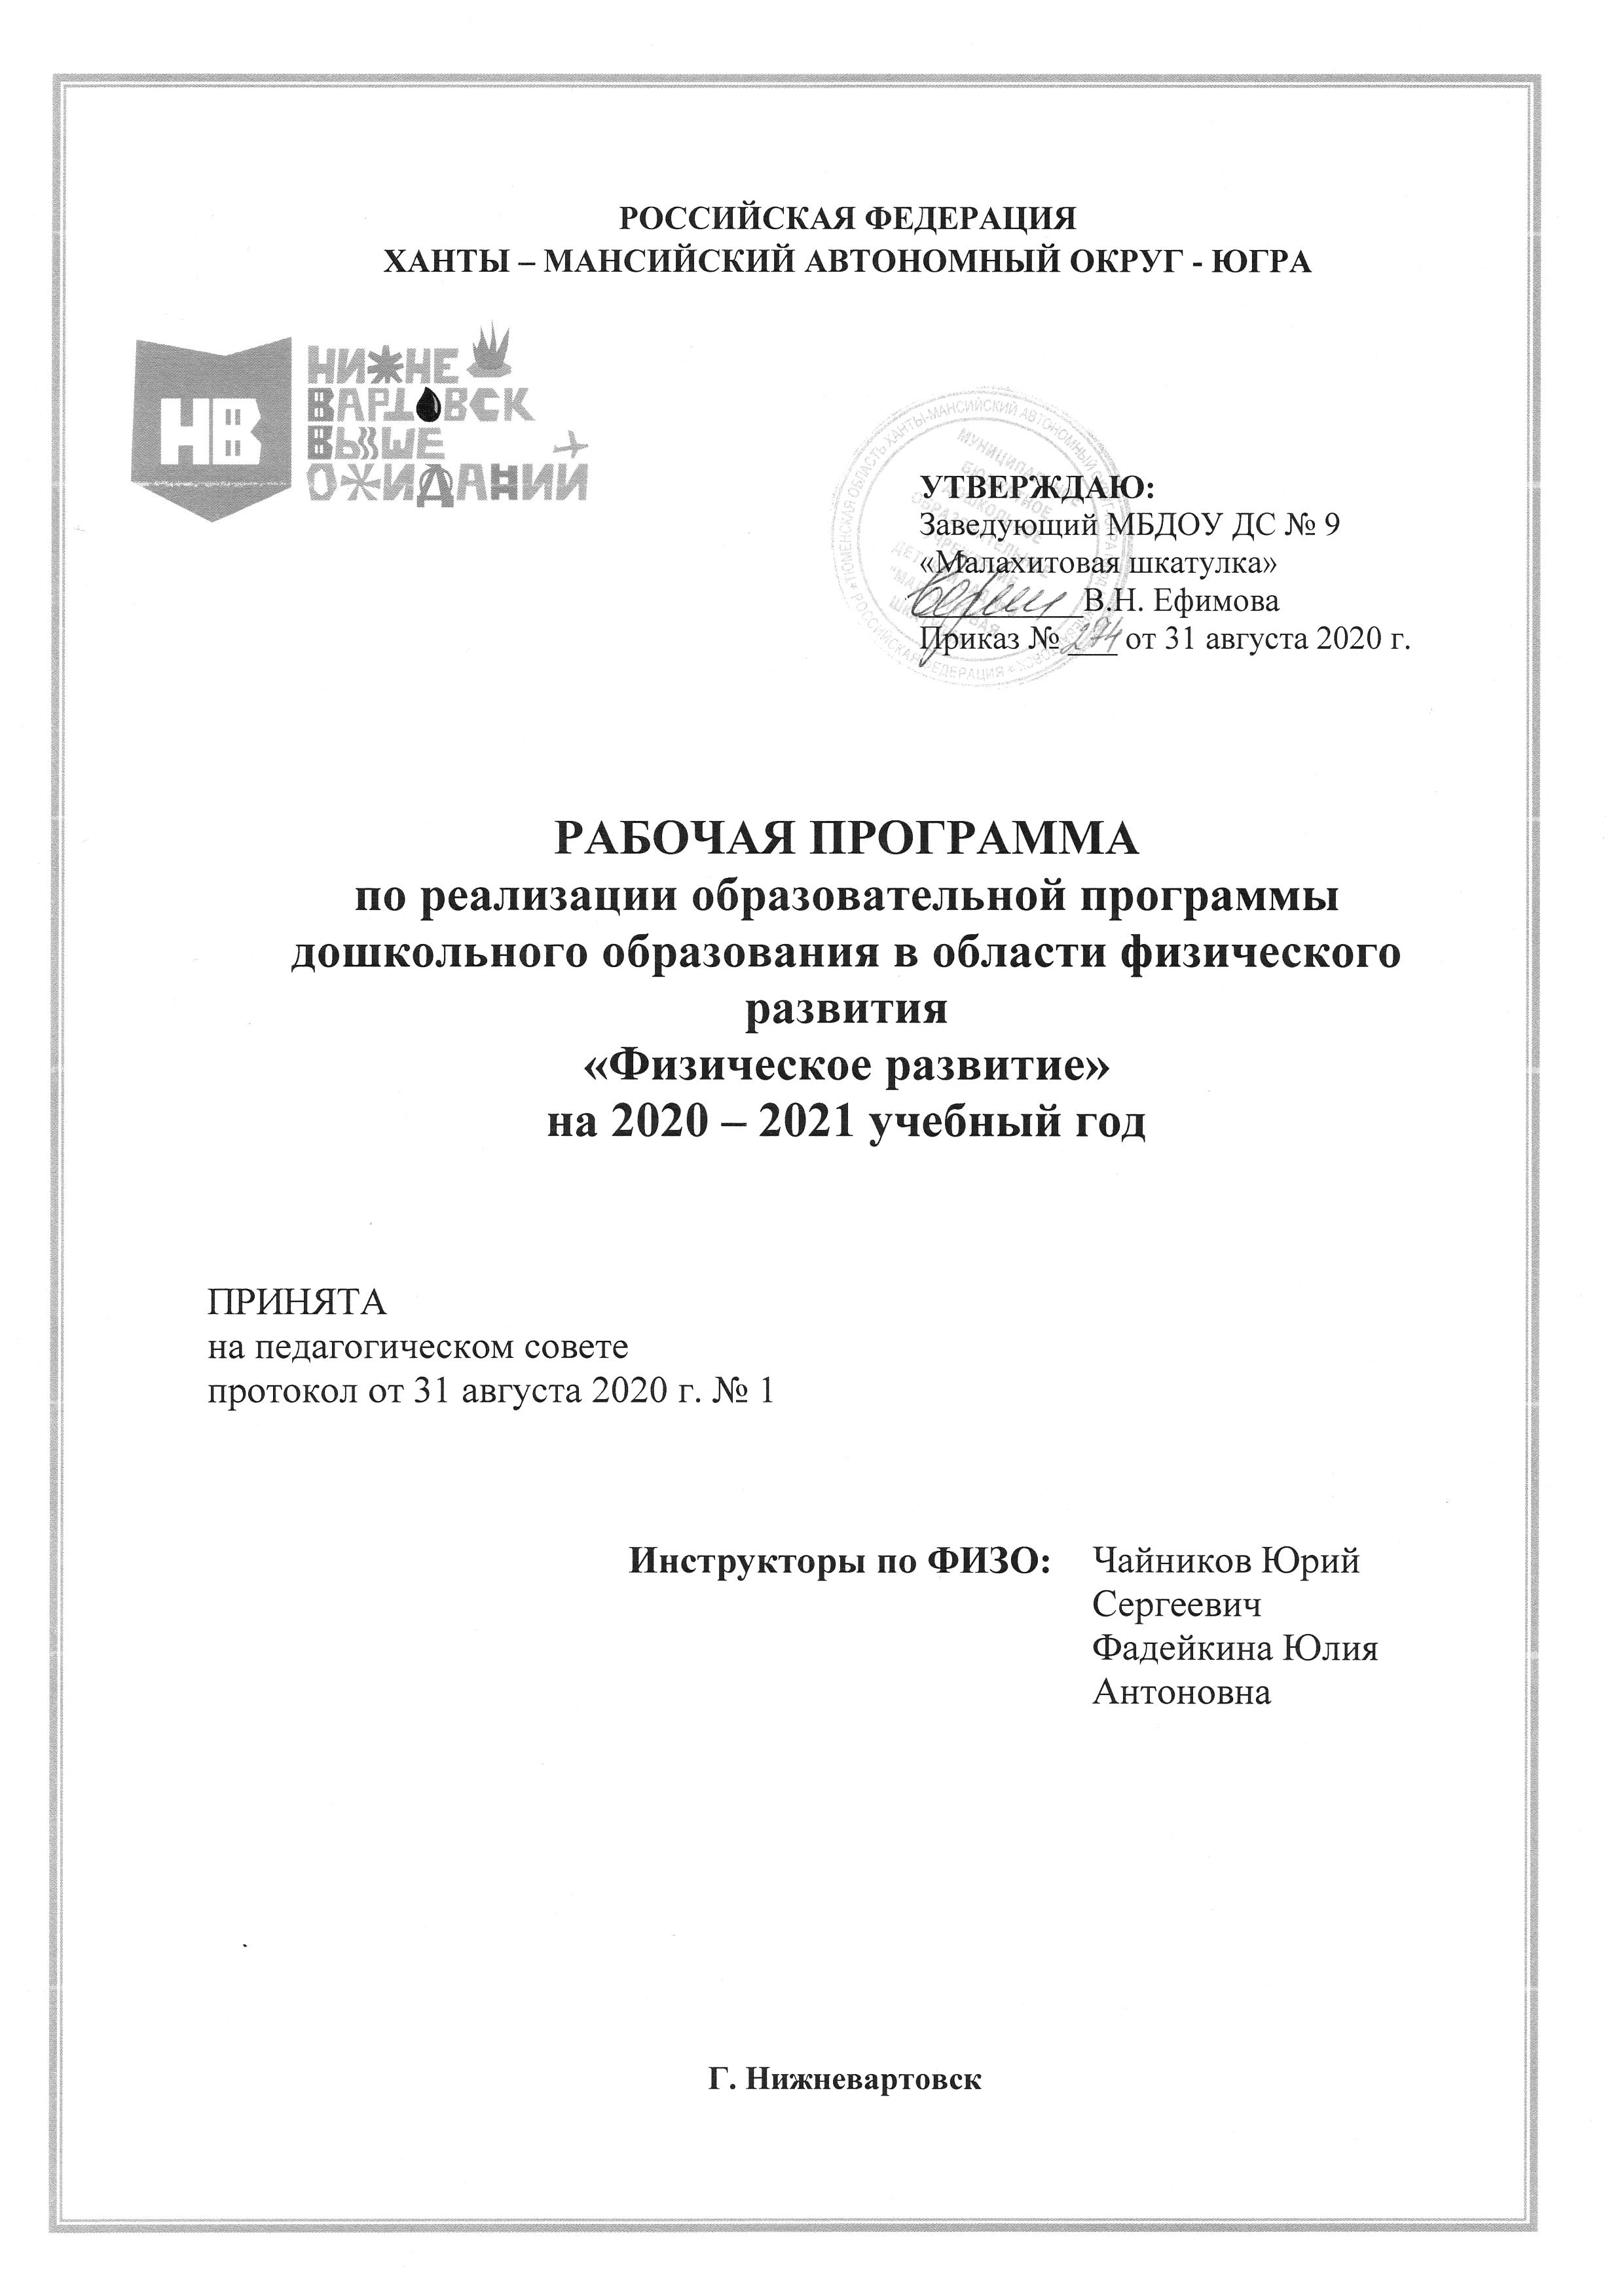 РОССИЙСКАЯ ФЕДЕРАЦИЯ
ХАНТЫ – МАНСИЙСКИЙ АВТОНОМНЫЙ ОКРУГ - ЮГРА
НВ
НИЖНЕ
ВАРТОВСК
ВЫШЕ
ОЖИДАНИЙ
УТВЕРЖДАЮ:
Заведующий МБДОУ ДС № 9
«Малахитовая шкатулка»
__________В.Н. Ефимова
Приказ № 274 от 31 августа 2020 г.
РАБОЧАЯ ПРОГРАММА
по реализации образовательной программы
дошкольного образования в области физического
развития
«Физическое развитие»
на 2020 – 2021 учебный год
ПРИНЯТА
на педагогическом совете
протокол от 31 августа 2020 г. № 1
Инструкторы по ФИЗО: Чайников Юрий
Сергеевич
Фадейкина Юлия
Антоновна
Г. Нижневартовск